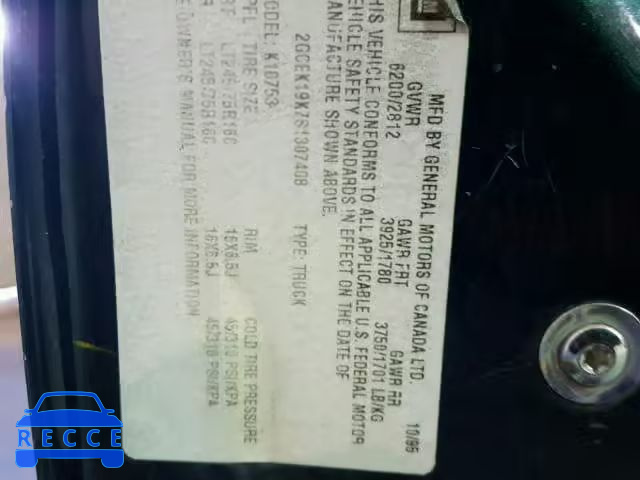 GM
MFD BY GENERAL MOTORS OF CANADA LTD. 10/95
GVWR GAWR FRT GAWR RR
6200/2812 3925/1780 3750/1701 LB/KG
THIS VEHICLE CONFORMS TO ALL APPLICABLE U.S. FEDERAL MOTOR
VEHICLE SAFETY STANDARDS IN EFFECT ON THE DATE OF
MANUFACTURE SHOWN ABOVE.
TYPE: TRUCK
MODEL: K10753
TIRE SIZE RIM COLD TIRE PRESSURE
LT245/75R16C 16X6.5J 45/310 PSI/KPA
LT245/75R16C 16X6.5J 45/310 PSI/KPA
OWNER'S MANUAL FOR MORE INFORMATION
RECCE